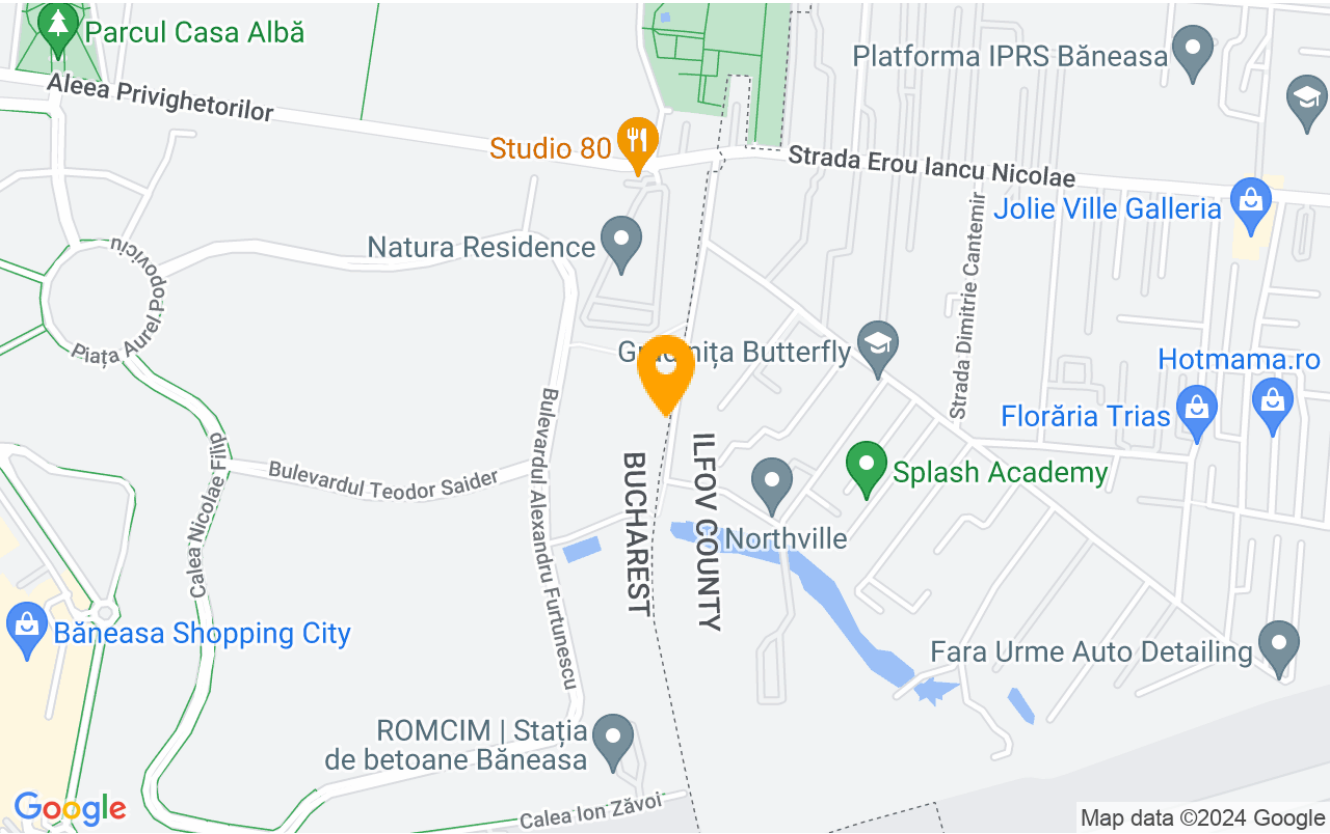 Parcul Casa Albă
Platforma IPRS Băneasa
Aleea Privighetorilor
Studio 80
Strada Erou Iancu Nicolae
Jolie Ville Galleria
Natura Residence
Piața Aurel Popoviciu
Strada Dimitrie Cantemir
Butterfly
Hotmama.ro
Florăria Trias
Bulevardul Alexandru Furtunescu
Calea Nicolae Filip
Bulevardul Teodor Saider
BUCHAREST
ILFOV COUNTY
Splash Academy
Northville
Băneasa Shopping City
Fara Urme Auto Detailing
ROMCIM | Stația
de betoane Băneasa
Calea Ion Zăvoi
Google
Map data ©2024 Google